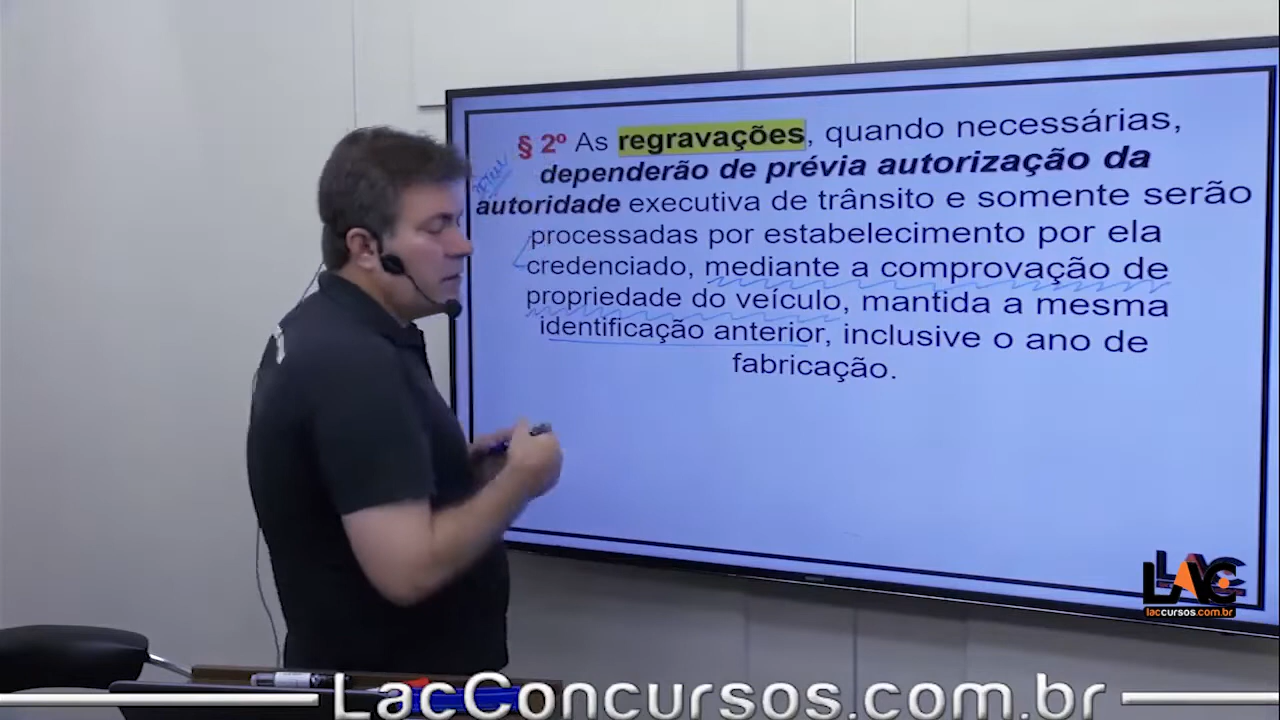 § 2º As regravações, quando necessárias,
dependerão de prévia autorização da
autoridade executiva de trânsito e somente serão
processadas por estabelecimento por ela
credenciado, mediante a comprovação de
propriedade do veículo, mantida a mesma
identificação anterior, inclusive o ano de
fabricação.
LAC
laccursos.com.br
LacConcursos.com.br